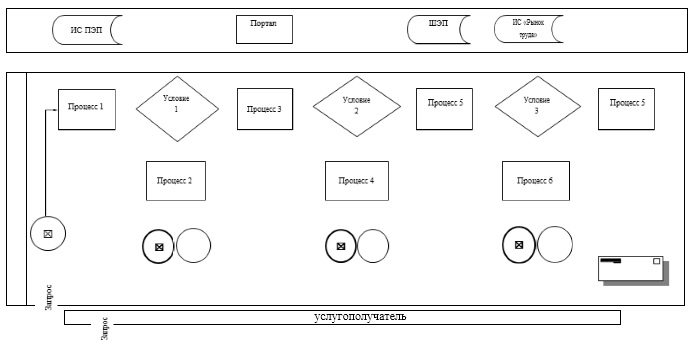 ИС ПЭП
Портал
ШЭП
ИС «Рынок
труда»
Процесс 1
Условие
1
Процесс 3
Условие
2
Процесс 5
Условие
3
Процесс 5
Процесс 2
Процесс 4
Процесс 6
Запрос
услугополучатель
Запрос